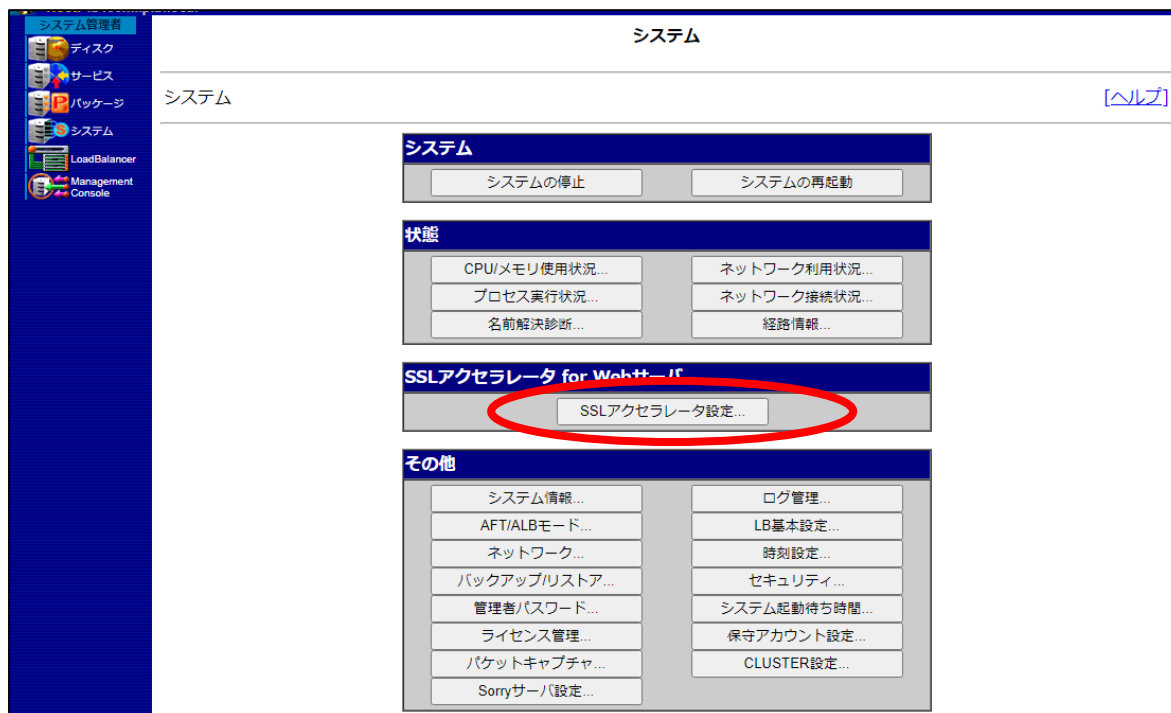 システム管理者
ディスク
サービス
パッケージ
システム
LoadBalancer
Management
Console
システム
システム
[ヘルプ]
システム
システムの停止
システムの再起動
状態
CPU/メモリ使用状況...
ネットワーク利用状況...
プロセス実行状況...
ネットワーク接続状況...
名前解決診断...
経路情報...
SSLアクセラレータ for Webサーバ
SSLアクセラレータ設定...
その他
システム情報...
ログ管理...
AFT/ALBモード...
LB基本設定...
ネットワーク...
時刻設定...
バックアップ/リストア...
セキュリティ...
管理者パスワード...
システム起動待ち時間...
ライセンス管理...
保守アカウント設定...
パケットキャプチャ...
CLUSTER設定...
Sorryサーバ設定...